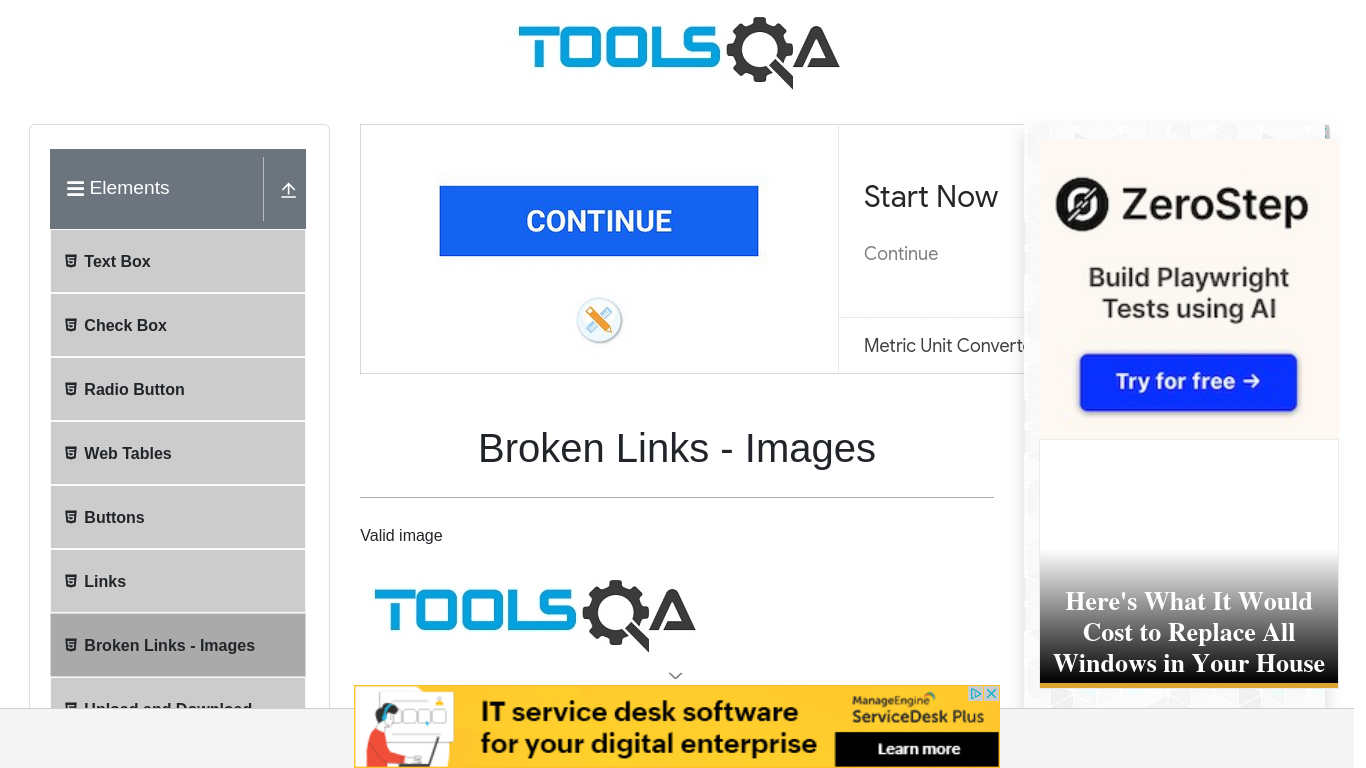 TOOLSQA
Elements
Text Box
Check Box
Radio Button
Web Tables
Buttons
Links
Broken Links - Images
Upload and Download
CONTINUE
Start Now
Continue
Metric Unit Converte
Broken Links - Images
Valid image
TOOLSQA
ZeroStep
Build Playwright
Tests using AI
Try for free →
Here's What It Would
Cost to Replace All
Windows in Your House
IT service desk software
for your digital enterprise
ManageEngine
ServiceDesk Plus
Learn more